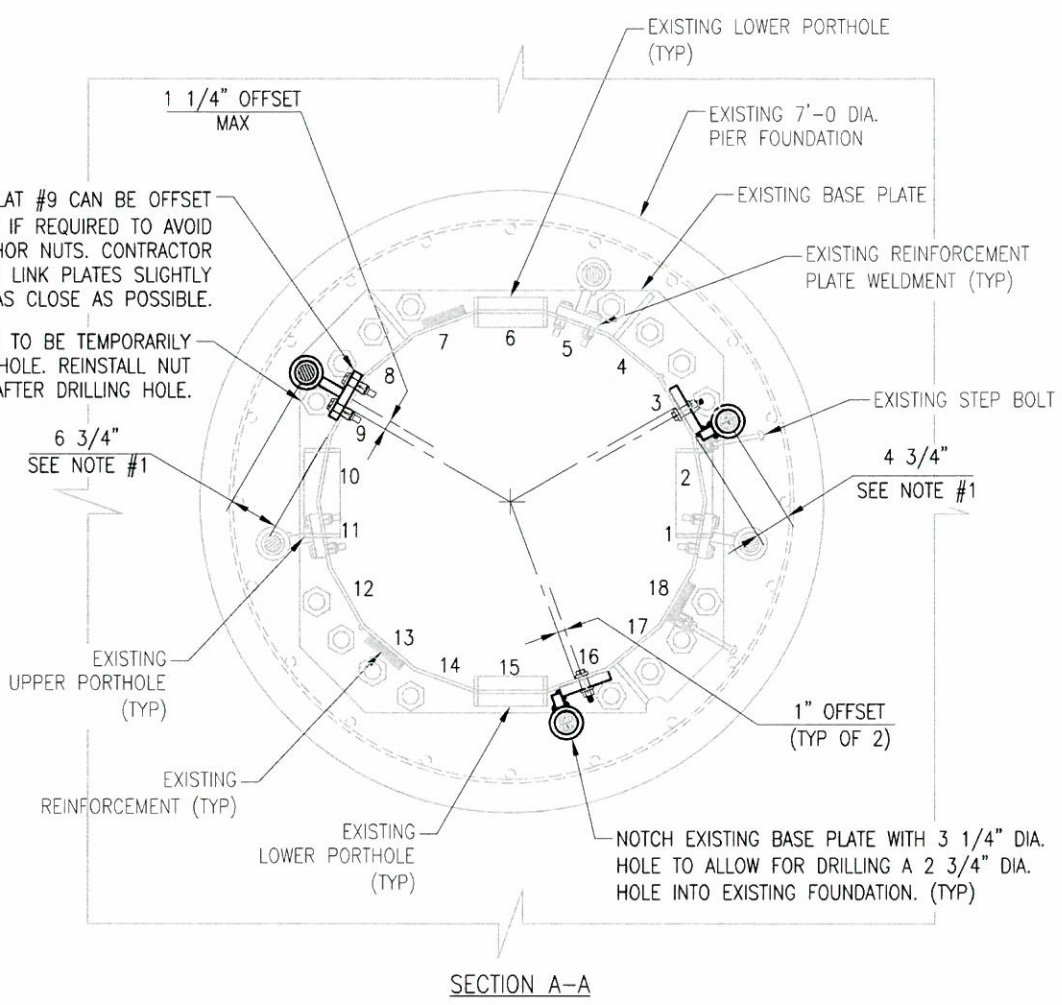 EXISTING LOWER PORTHOLE
(TYP)
1 1/4" OFFSET
MAX
EXISTING 7'-0 DIA.
PIER FOUNDATION
LAT #9 CAN BE OFFSET
IF REQUIRED TO AVOID
HOR NUTS. CONTRACTOR
LINK PLATES SLIGHTLY
AS CLOSE AS POSSIBLE.
EXISTING BASE PLATE
EXISTING REINFORCEMENT
PLATE WELDMENT (TYP)
TO BE TEMPORARILY
HOLE. REINSTALL NUT
AFTER DRILLING HOLE.
EXISTING STEP BOLT
6 3/4"
SEE NOTE #1
4 3/4"
SEE NOTE #1
7
6
5
4
8
3
9
10
2
11
1
12
18
13
17
14
15
16
EXISTING
UPPER PORTHOLE
(TYP)
1" OFFSET
(TYP OF 2)
EXISTING
REINFORCEMENT (TYP)
EXISTING
LOWER PORTHOLE
(TYP)
NOTCH EXISTING BASE PLATE WITH 3 1/4" DIA.
HOLE TO ALLOW FOR DRILLING A 2 3/4" DIA.
HOLE INTO EXISTING FOUNDATION. (TYP)
SECTION A-A